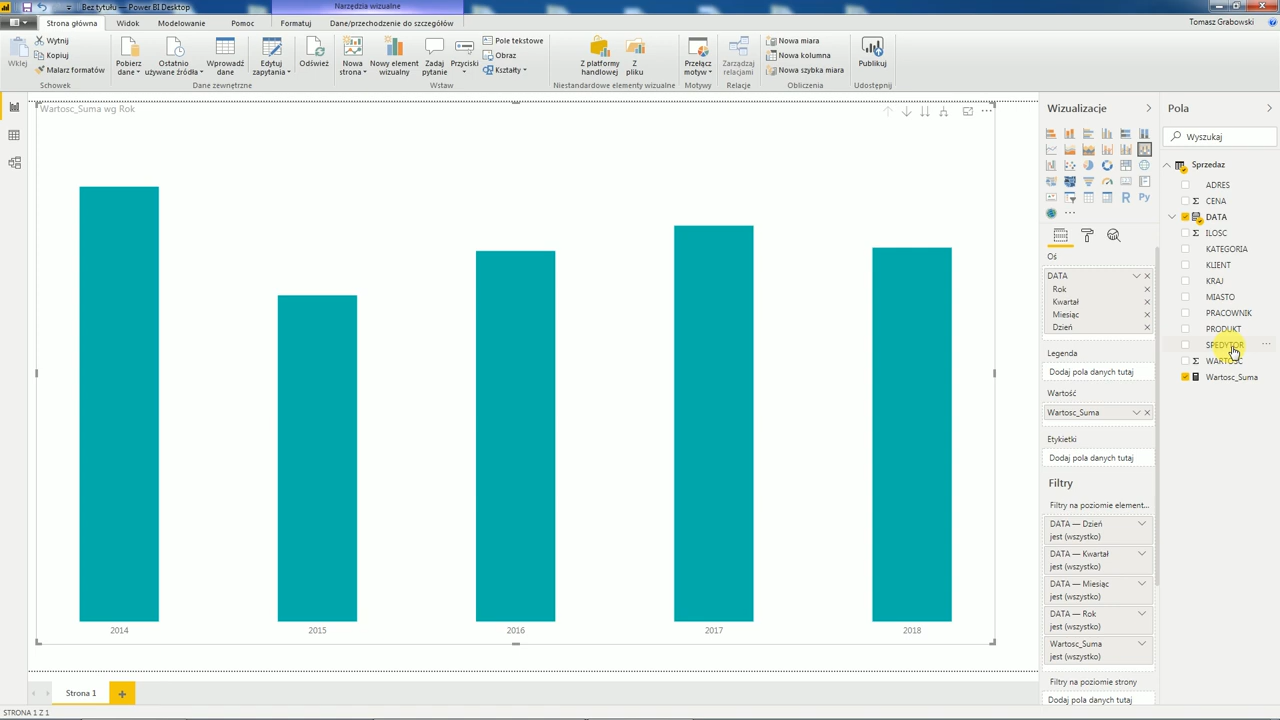 Bez tytułu — Power BI Desktop
Narzędzia wizualne
Strona główna
Widok
Modelowanie
Pomoc
Formatuj
Dane/przechodzenie do szczegółów
Tomasz Grabowski
Wklej
Wytnij
Kopiuj
Malarz formatów
Schowek
Pobierz dane
Ostatnio używane źródła
Wprowadź dane
Edytuj zapytania
Odśwież
Dane zewnętrzne
Nowa strona
Nowy element wizualny
Zadaj pytanie
Przyciski
Pole tekstowe
Obraz
Kształty
Wstaw
Z platformy handlowej
Z pliku
Niestandardowe elementy wizualne
Przełącz motyw
Motywy
Zarządzaj relacjami
Relacje
Nowa miara
Nowa kolumna
Nowa szybka miara
Obliczenia
Publikuj
Udostępnij
Wartosc_Suma wg Rok
2014
2015
2016
2017
2018
Wizualizacje
R
Py
Oś
DATA
Rok
Kwartał
Miesiąc
Dzień
Legenda
Dodaj pola danych tutaj
Wartość
Wartosc_Suma
Etykietki
Dodaj pola danych tutaj
Filtry
Filtry na poziomie element...
DATA — Dzień
jest (wszystko)
DATA — Kwartał
jest (wszystko)
DATA — Miesiąc
jest (wszystko)
DATA — Rok
jest (wszystko)
Wartosc_Suma
jest (wszystko)
Filtry na poziomie strony
Dodaj pola danych tutaj
Pola
Wyszukaj
Sprzedaz
ADRES
Σ CENA
DATA
Σ ILOSC
KATEGORIA
KLIENT
KRAJ
MIASTO
PRACOWNIK
PRODUKT
SPEDYTOR
Σ WARTOSC
Wartosc_Suma
Strona 1
STRONA 1 Z 1